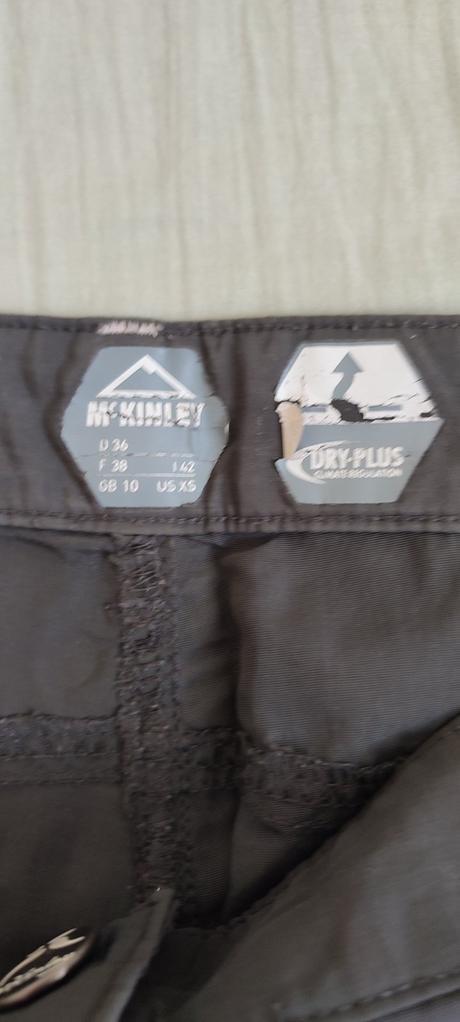 McKINLEY
D 36
F 38 I 42
GB 10 US XS
DRY-PLUS
CLIMATE REGULATION